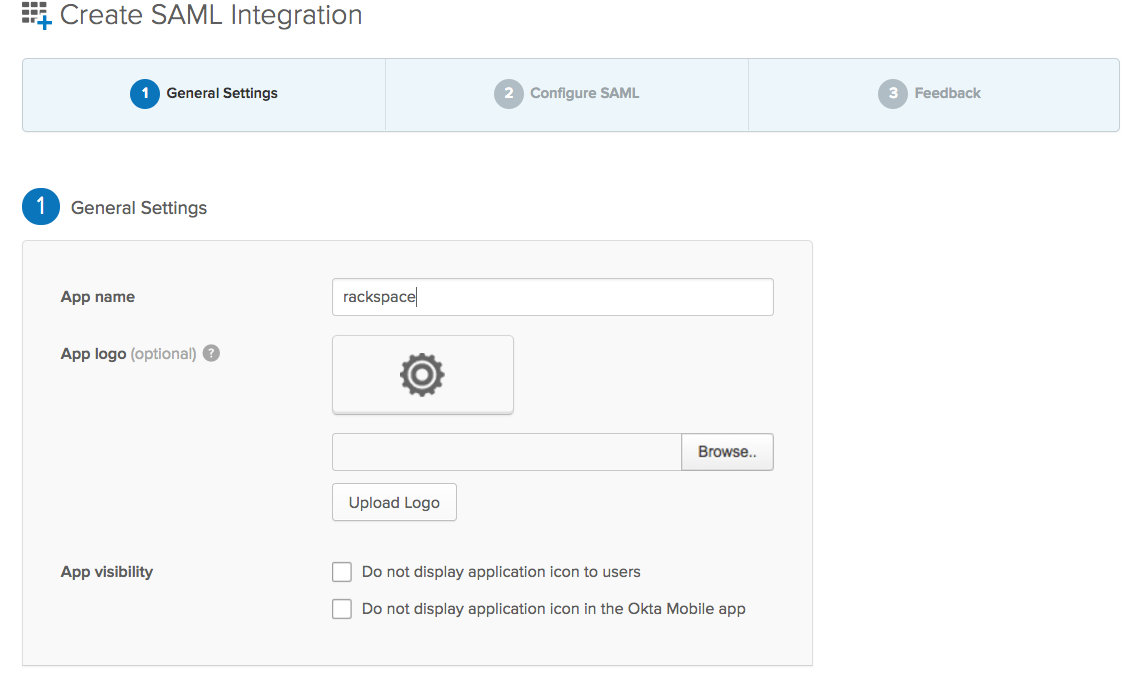 Create SAML Integration
1 General Settings
2 Configure SAML
3 Feedback
1 General Settings
App name
rackspace
App logo (optional) ?
Browse..
Upload Logo
App visibility
Do not display application icon to users
Do not display application icon in the Okta Mobile app